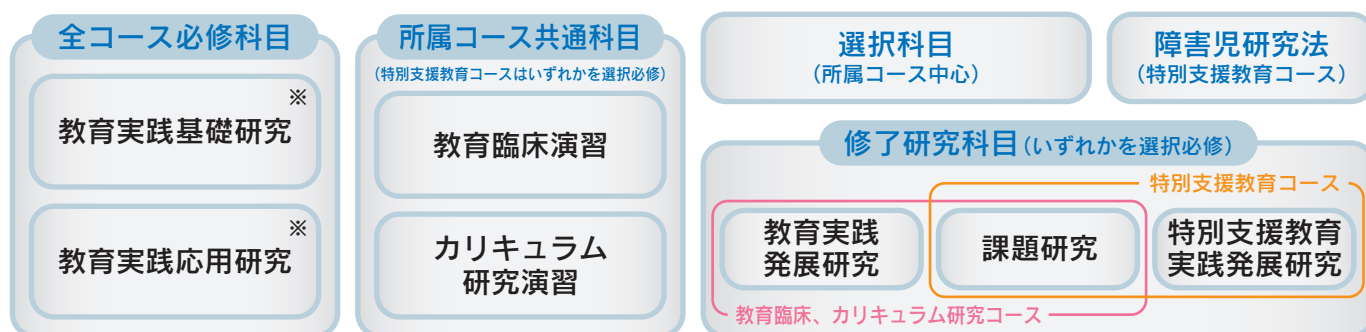 全コース必修科目
教育実践基礎研究※
教育実践応用研究※
所属コース共通科目
(特別支援教育コースはいずれかを選択必修)
教育臨床演習
カリキュラム
研究演習
選択科目
(所属コース中心)
障害児研究法
(特別支援教育コース)
修了研究科目(いずれかを選択必修)
特別支援教育コース
教育実践
発展研究
課題研究
特別支援教育
実践発展研究
教育臨床、カリキュラム研究コース